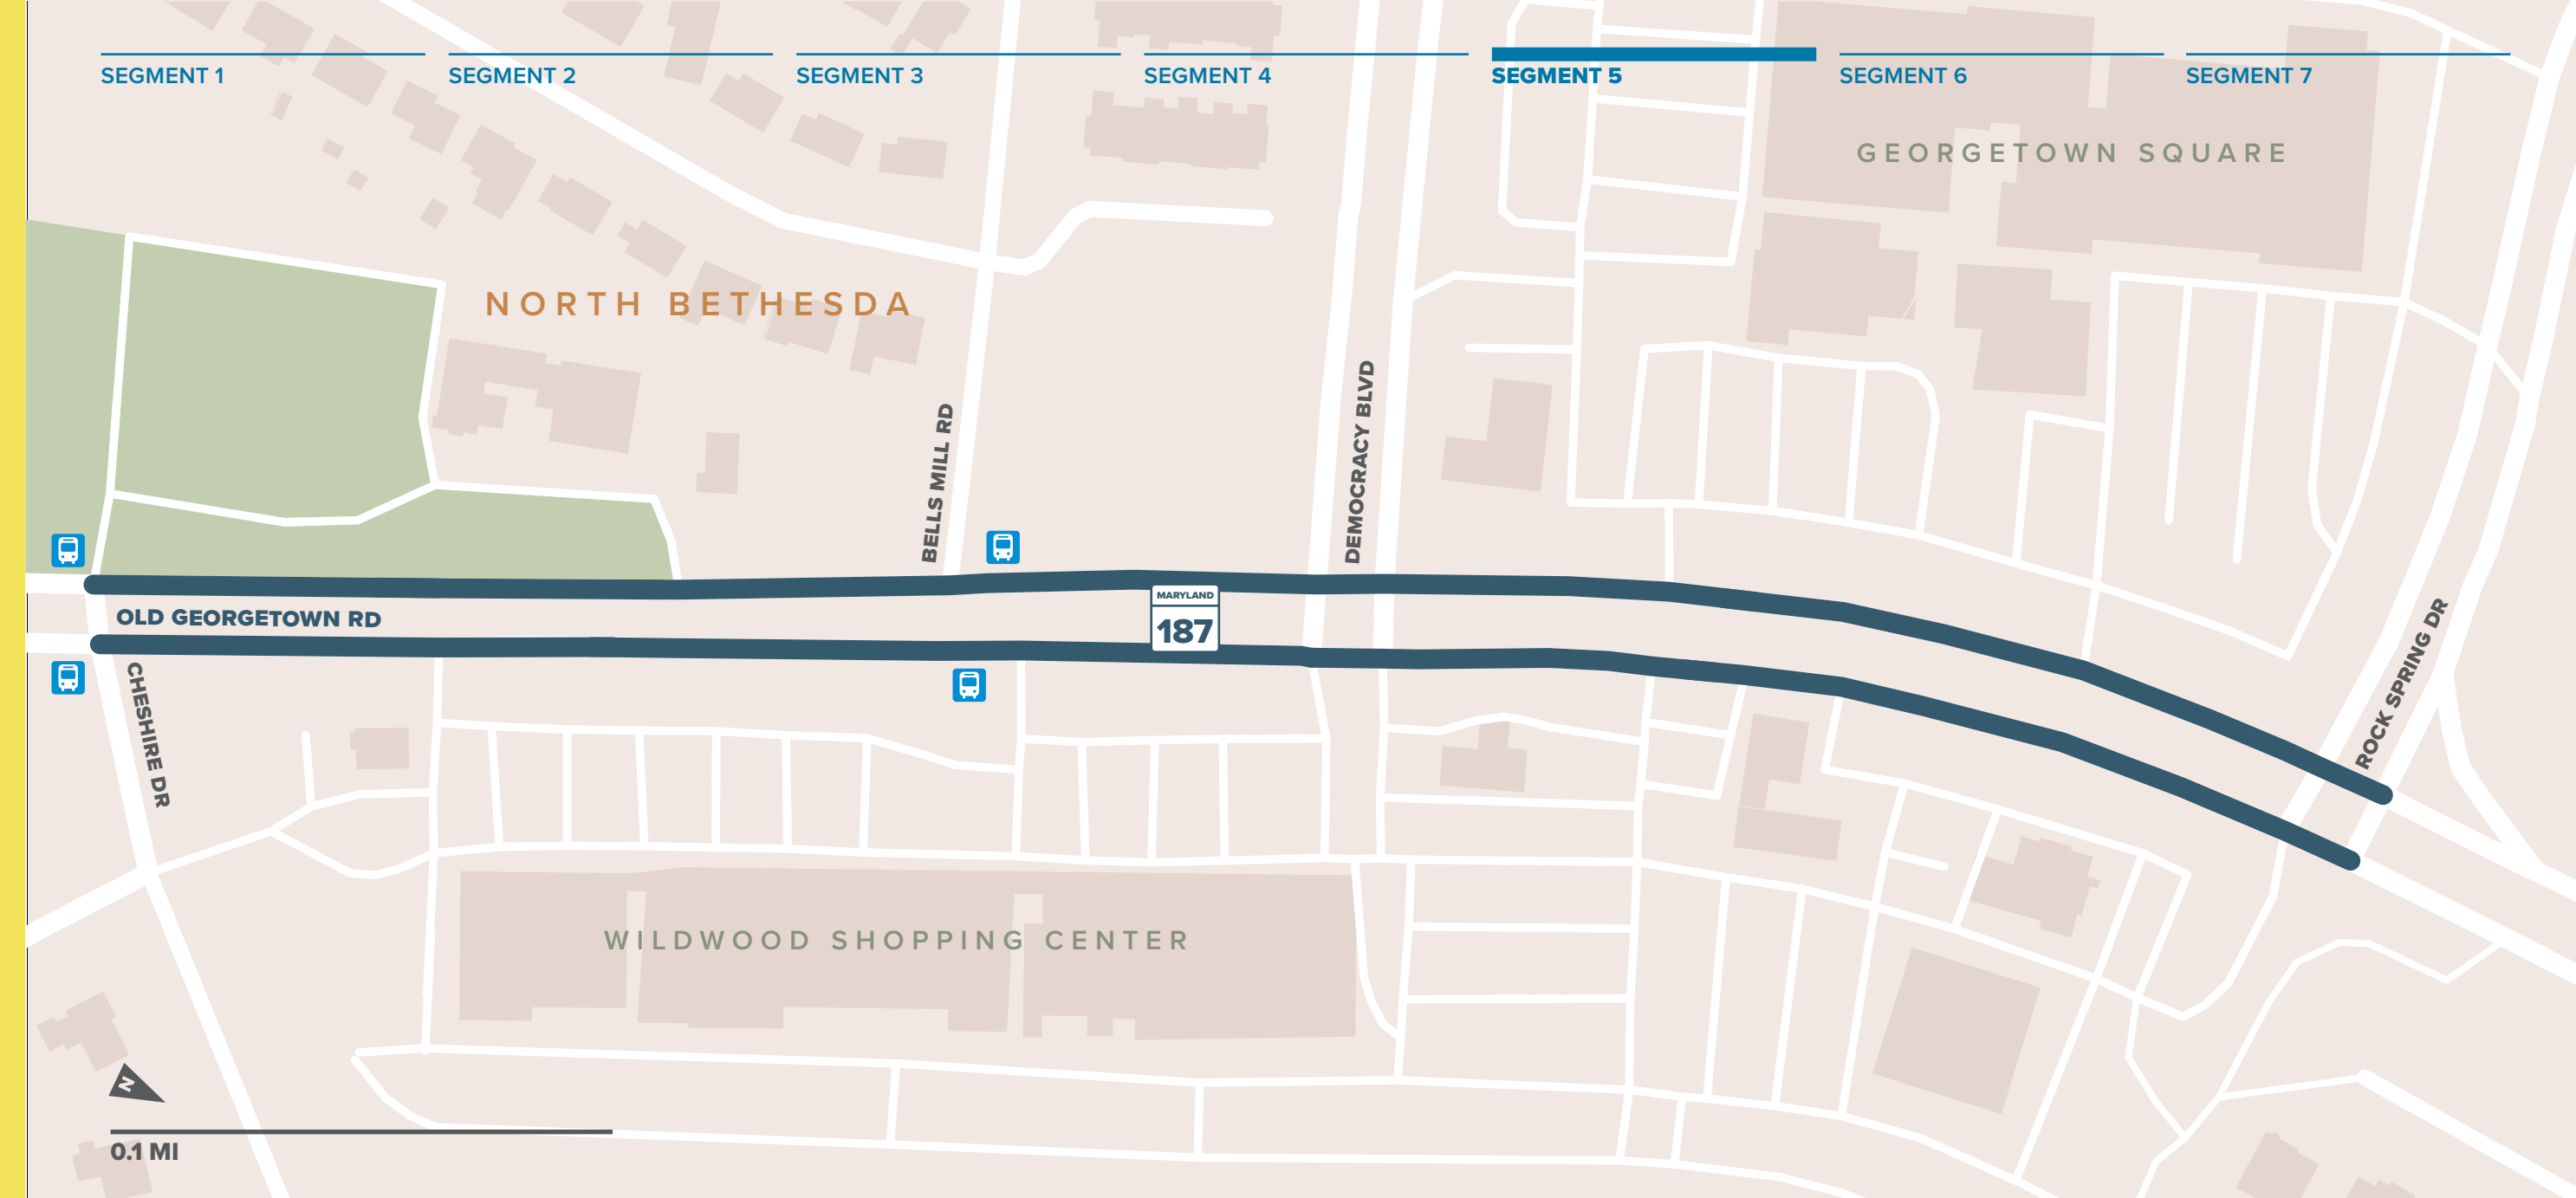 SEGMENT 1
SEGMENT 2
SEGMENT 3
SEGMENT 4
SEGMENT 5
SEGMENT 6
SEGMENT 7
GEORGETOWN SQUARE
NORTH BETHESDA
BELLS MILL RD
DEMOCRACY BLVD
MARYLAND
187
OLD GEORGETOWN RD
CHESHIRE DR
ROCK SPRING DR
WILDWOOD SHOPPING CENTER
N
0.1 MI